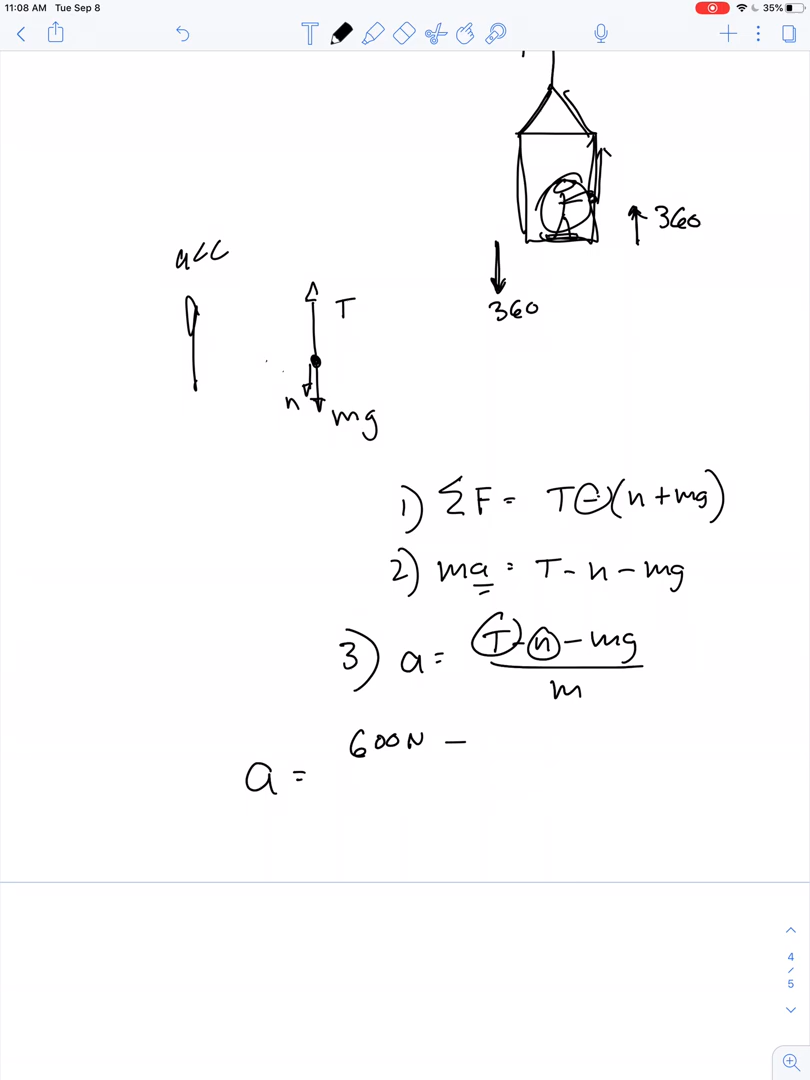 11:08 AM Tue Sep 8
35%
T
360
acc
T
360
n
mg
1) ΣF = T-(n+mg)
2) ma = T-n-mg
3) a = T-n-mg
m
600N -
a =
4
/
5